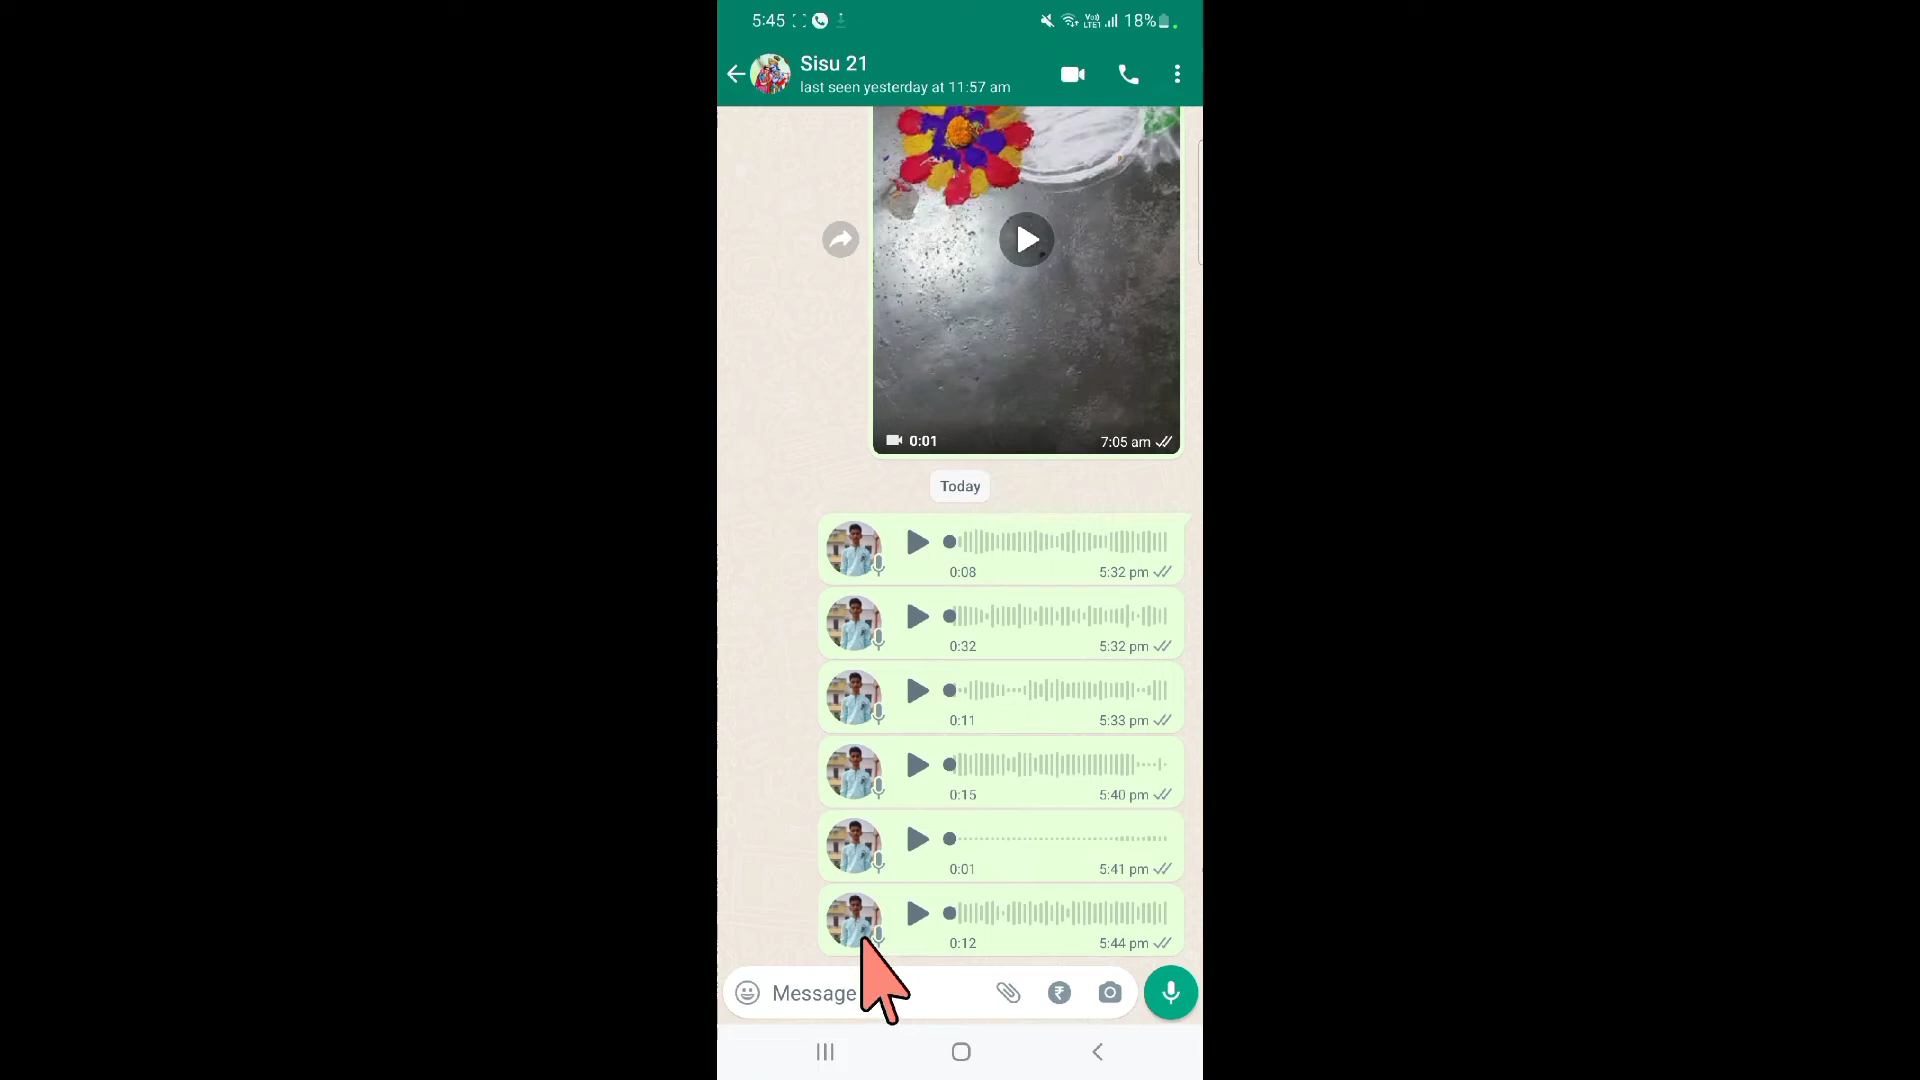 5:45 18%
Vo)) LTE1
Sisu 21
last seen yesterday at 11:57 am
0:01 7:05 am
Today
0:08 5:32 pm
0:32 5:32 pm
0:11 5:33 pm
0:15 5:40 pm
0:01 5:41 pm
0:12 5:44 pm
Message ₹